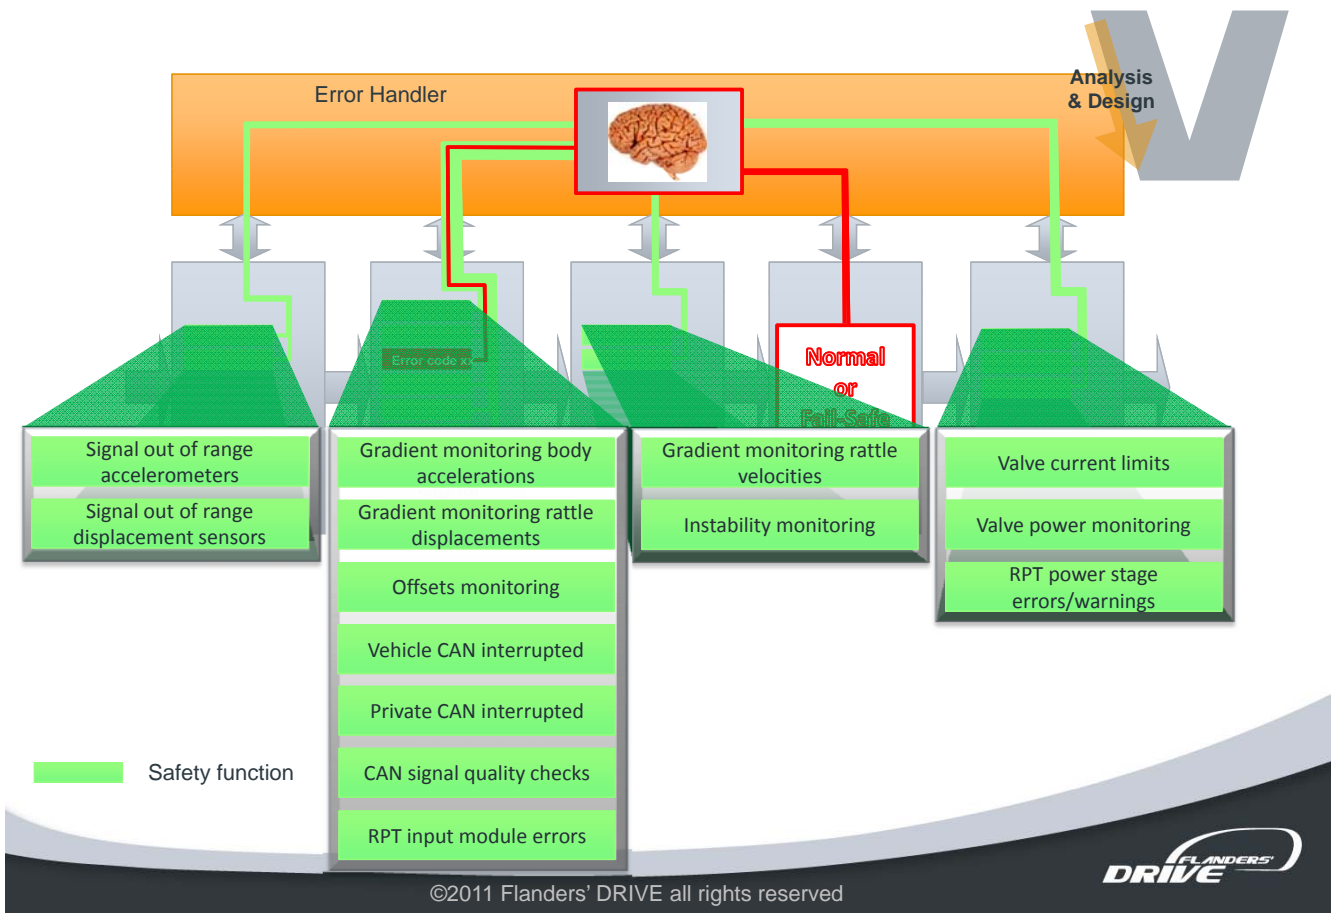 Error Handler
Analysis
& Design
Error code xx
Normal
or
Fail-Safe
Signal out of range
accelerometers
Signal out of range
displacement sensors
Gradient monitoring body
accelerations
Gradient monitoring rattle
displacements
Offsets monitoring
Vehicle CAN interrupted
Private CAN interrupted
CAN signal quality checks
RPT input module errors
Gradient monitoring rattle
velocities
Instability monitoring
Valve current limits
Valve power monitoring
RPT power stage
errors/warnings
Safety function
FLANDERS'
DRIVE
©2011 Flanders’ DRIVE all rights reserved